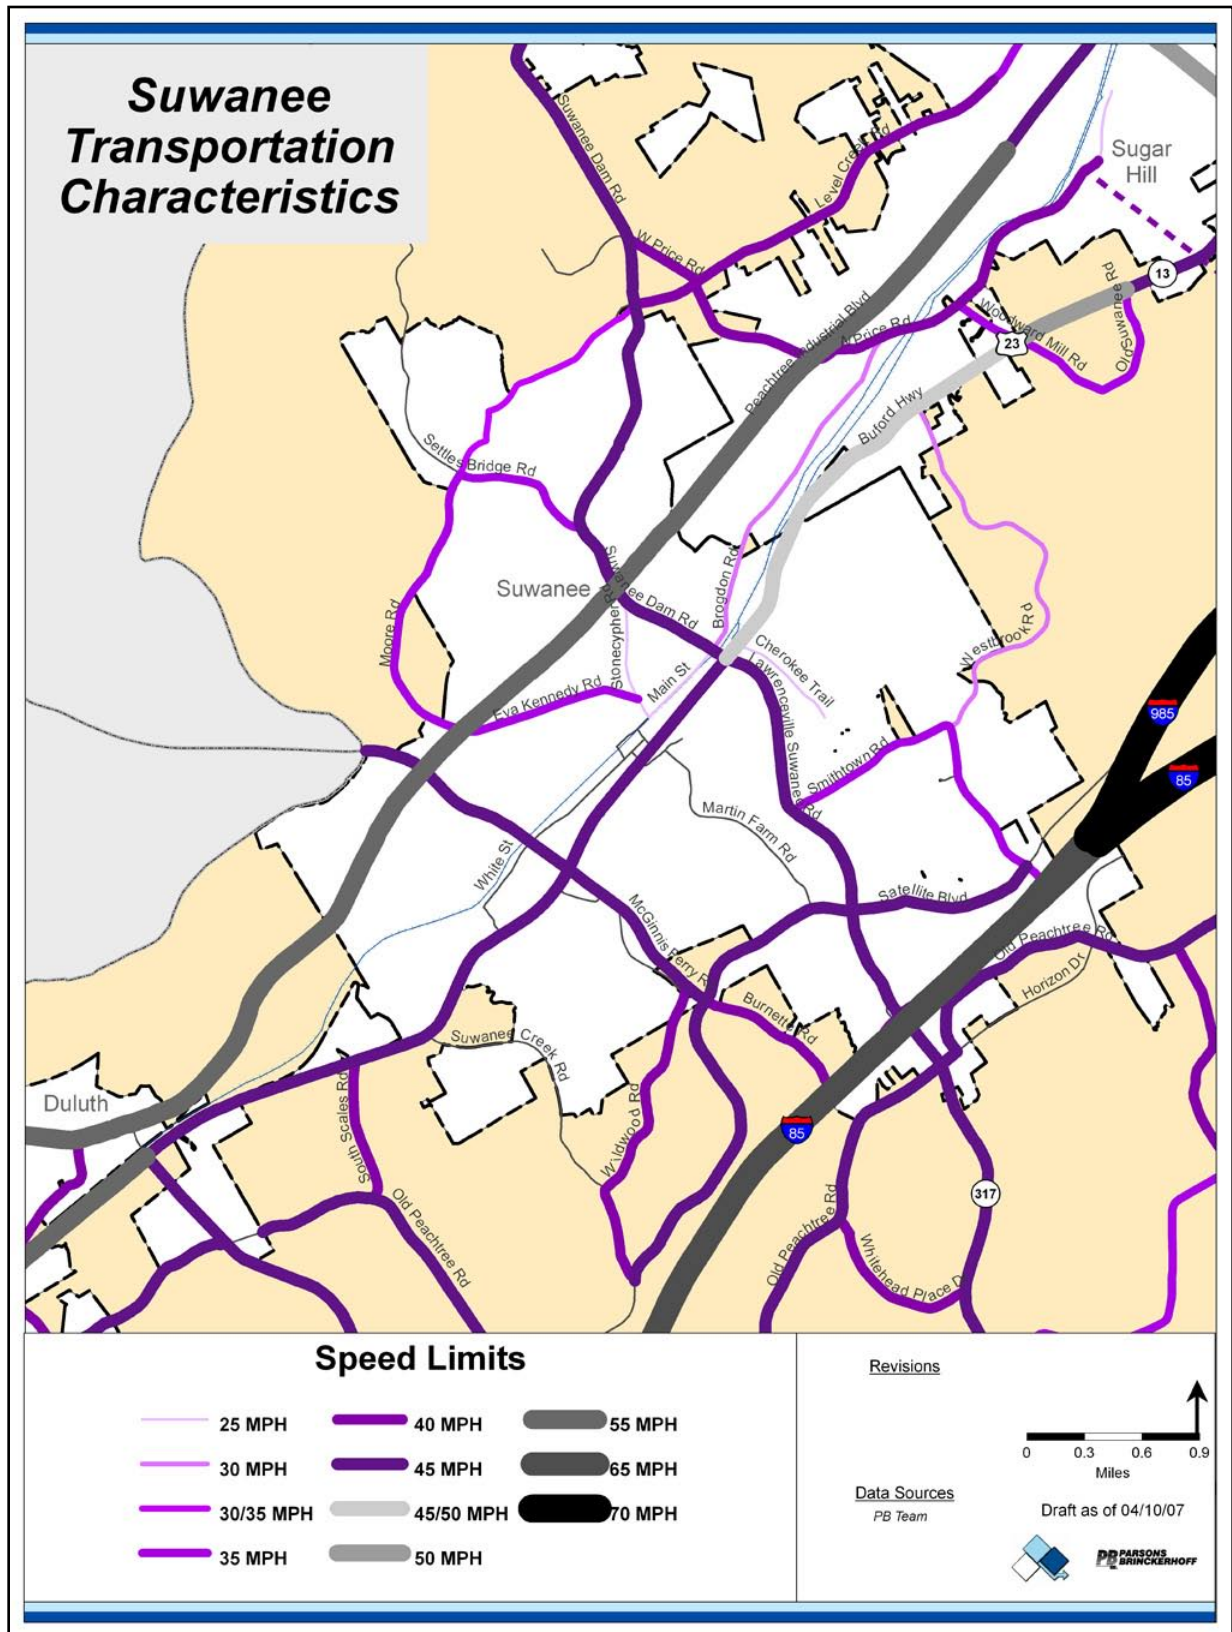 Suwanee
Transportation
Characteristics
Suwanee Dam Rd
Level Creek Rd
Sugar
Hill
W Price Rd
13
Old Suwanee Rd
Peachtree Industrial Blvd
Price Rd
Woodward Mill Rd
23
Buford Hwy
Settles Bridge Rd
Suwanee
Suwanee Dam Rd
Stonecypher Rd
Brogdon Rd
Moore Rd
Cherokee Trail
Westbrook Rd
Main St
Eva Kennedy Rd
Lawrenceville Suwanee Rd
985
85
Smithtown Rd
Martin Farm Rd
White St
Satellite Blvd
McGinnis Ferry R
Old Peachtree Rd
Horizon Dr
Burnette Rd
Suwanee Creek Rd
Duluth
South Scales Rd
Wildwood Rd
85
317
Old Peachtree Rd
Old Peachtree Rd
Whitehead Place D
Speed Limits
25 MPH
30 MPH
30/35 MPH
35 MPH
40 MPH
45 MPH
45/50 MPH
50 MPH
55 MPH
65 MPH
70 MPH
Revisions
0 0.3 0.6 0.9
Miles
Data Sources
PB Team
Draft as of 04/10/07
PB PARSONS
BRINCKERHOFF